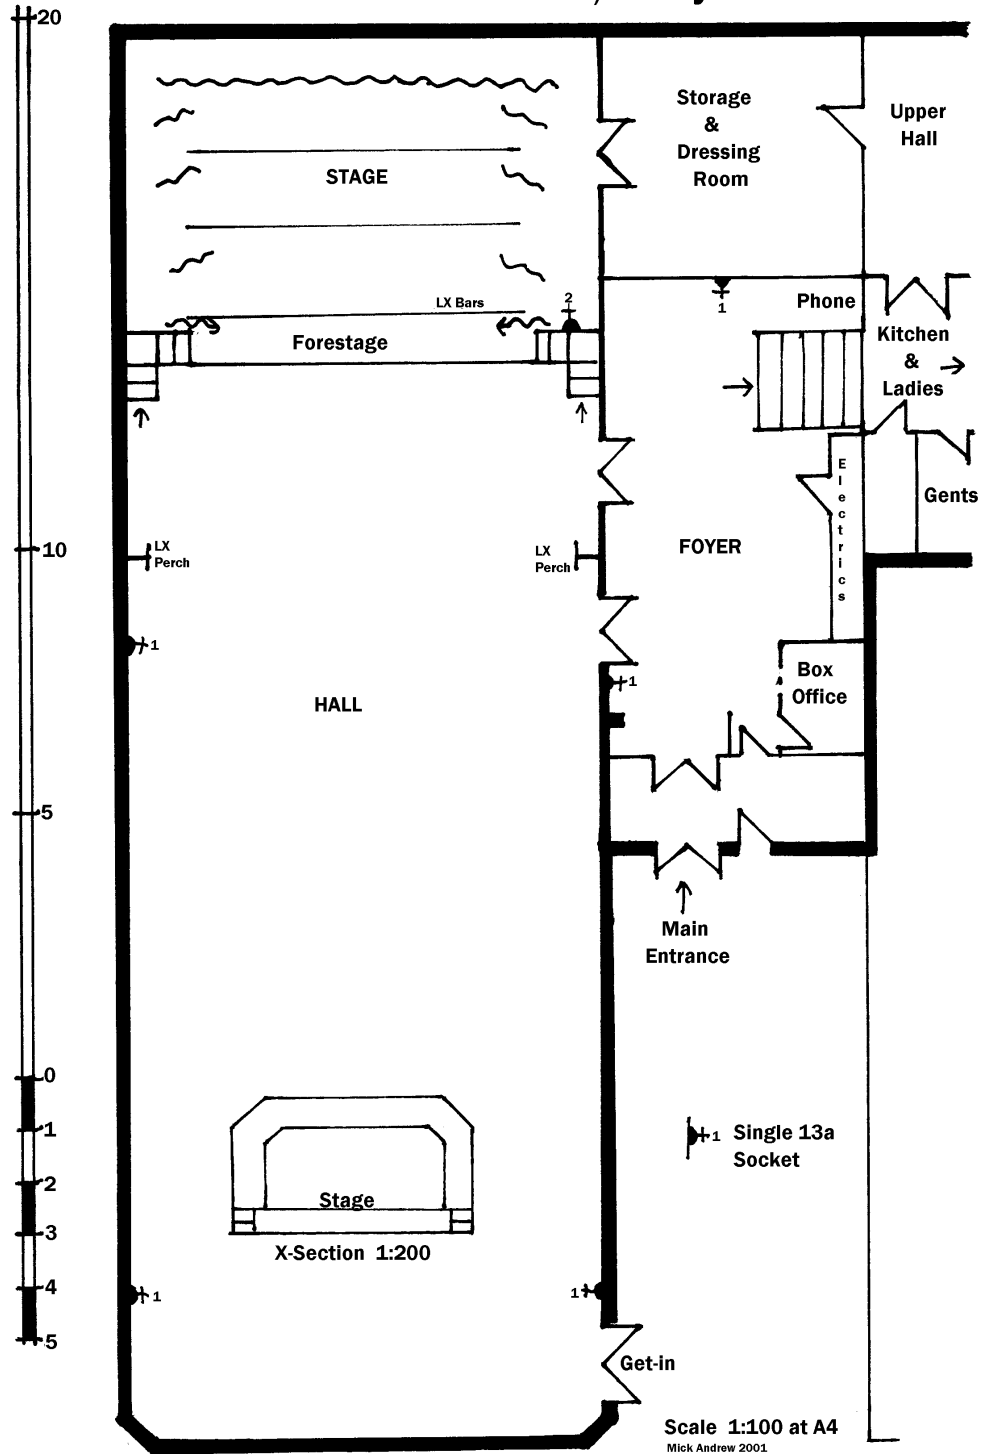 20
Storage
&
Dressing
Room
Upper
Hall
STAGE
LX Bars
2
1
Phone
Forestage
Kitchen
&
Ladies
Electrics
Gents
10
LX
Perch
LX
Perch
FOYER
1
HALL
1
Box
Office
5
Main
Entrance
0
1
2
3
4
5
1 Single 13a
Socket
Stage
X-Section 1:200
1
1
Get-in
Scale 1:100 at A4
Mick Andrew 2001